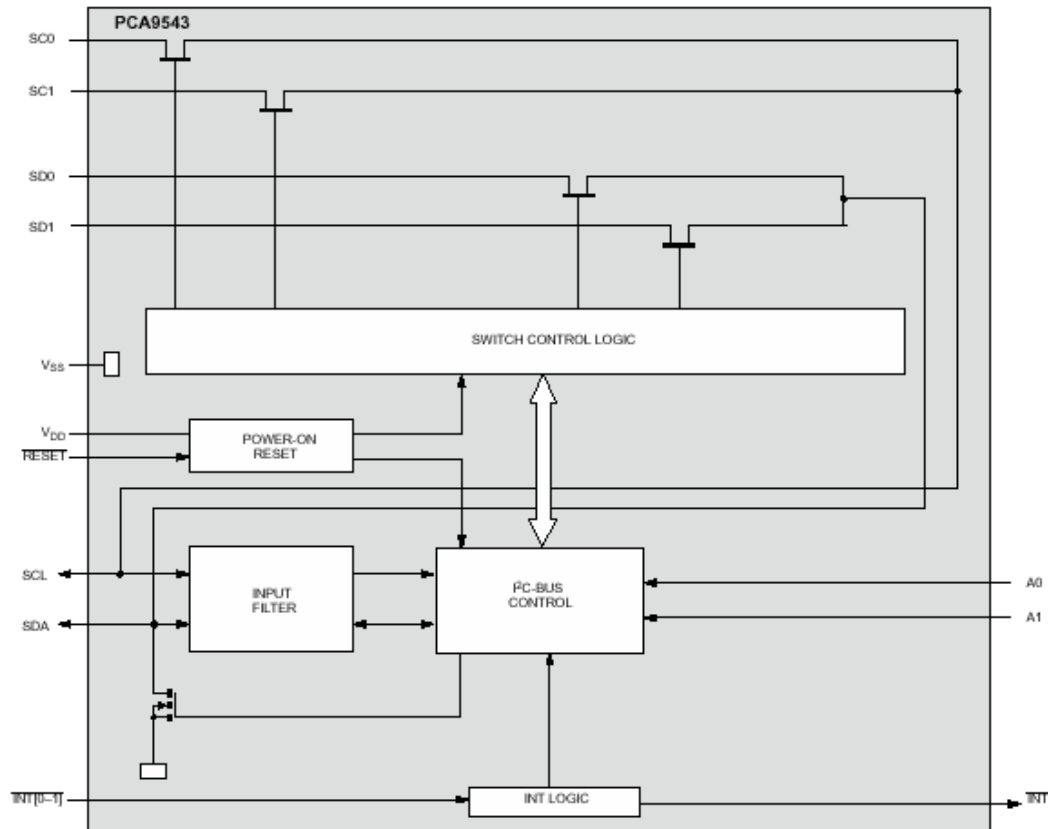 PCA9543
SC0
SC1
SD0
SD1
SWITCH CONTROL LOGIC
VSS
VDD
POWER-ON
RESET
RESET
SCL
INPUT
FILTER
I²C-BUS
CONTROL
A0
SDA
A1
INT[0–1]
INT LOGIC
INT